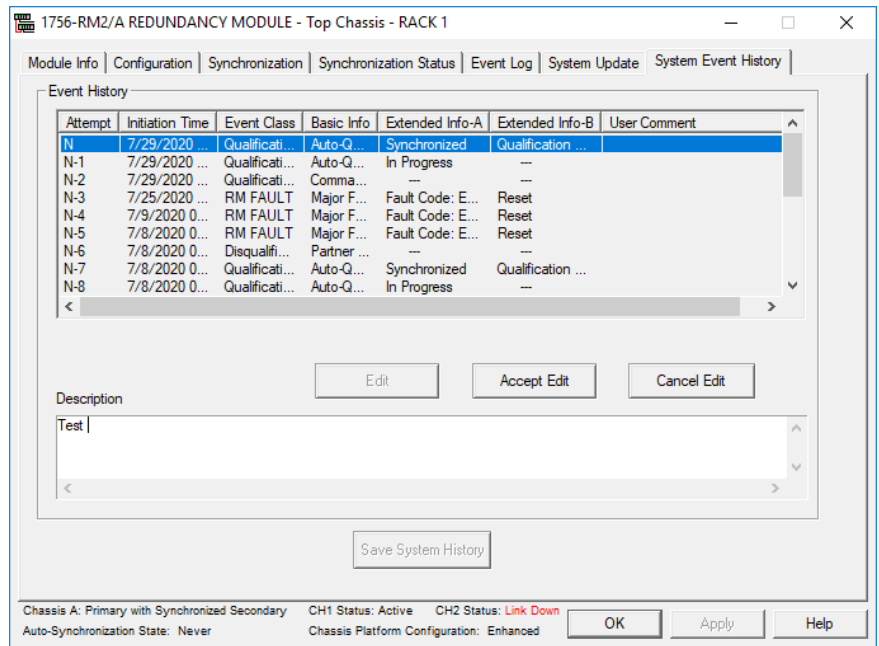 1756-RM2/A REDUNDANCY MODULE - Top Chassis - RACK 1
Module Info Configuration Synchronization Synchronization Status Event Log System Update System Event History
Event History
Attempt Initiation Time Event Class Basic Info Extended Info-A Extended Info-B User Comment
N 7/29/2020 ... Qualificati... Auto-Q... Synchronized Qualification ...
N-1 7/29/2020 ... Qualificati... Auto-Q... In Progress ---
N-2 7/29/2020 ... Qualificati... Comma... --- ---
N-3 7/25/2020 ... RM FAULT Major F... Fault Code: E... Reset
N-4 7/9/2020 0... RM FAULT Major F... Fault Code: E... Reset
N-5 7/8/2020 0... RM FAULT Major F... Fault Code: E... Reset
N-6 7/8/2020 0... Disqualifi... Partner ... --- ---
N-7 7/8/2020 0... Qualificati... Auto-Q... Synchronized Qualification ...
N-8 7/8/2020 0... Qualificati... Auto-Q... In Progress ---
Edit Accept Edit Cancel Edit
Description
Test
Save System History
Chassis A: Primary with Synchronized Secondary CH1 Status: Active CH2 Status: Link Down
Auto-Synchronization State: Never Chassis Platform Configuration: Enhanced
OK Apply Help